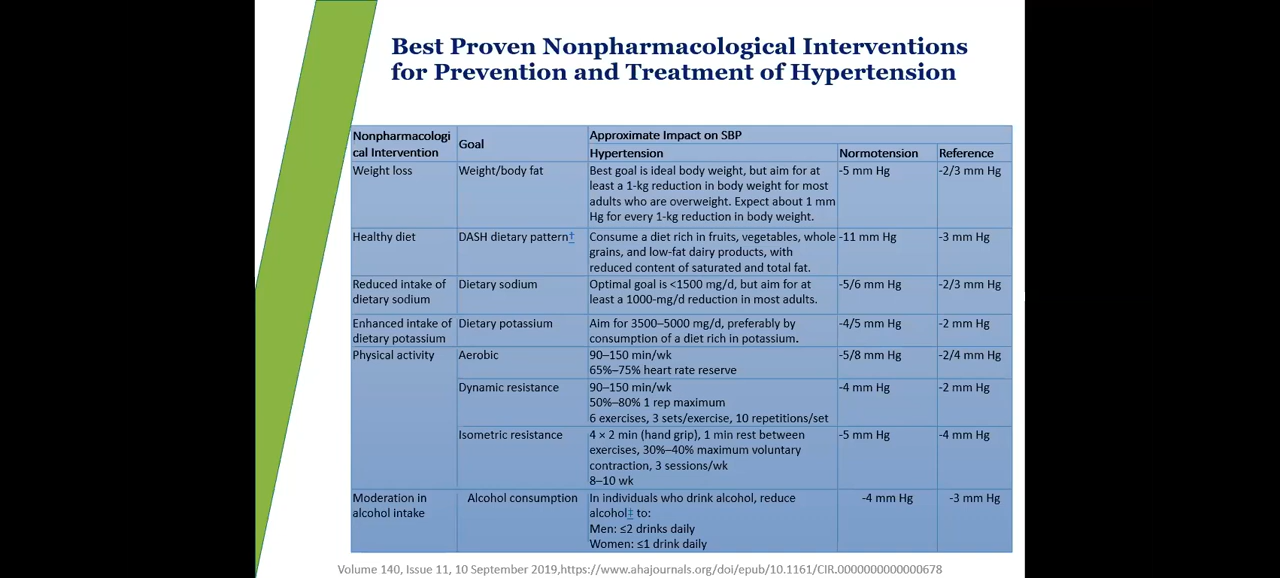 Best Proven Nonpharmacological Interventions
for Prevention and Treatment of Hypertension
Nonpharmacologi
cal Intervention
Goal
Approximate Impact on SBP
Hypertension
Normotension
Reference
Weight loss
Weight/body fat
Best goal is ideal body weight, but aim for at
least a 1-kg reduction in body weight for most
adults who are overweight. Expect about 1 mm
Hg for every 1-kg reduction in body weight.
-5 mm Hg
-2/3 mm Hg
Healthy diet
DASH dietary pattern†
Consume a diet rich in fruits, vegetables, whole
grains, and low-fat dairy products, with
reduced content of saturated and total fat.
-11 mm Hg
-3 mm Hg
Reduced intake of
dietary sodium
Dietary sodium
Optimal goal is <1500 mg/d, but aim for at
least a 1000-mg/d reduction in most adults.
-5/6 mm Hg
-2/3 mm Hg
Enhanced intake of
dietary potassium
Dietary potassium
Aim for 3500–5000 mg/d, preferably by
consumption of a diet rich in potassium.
-4/5 mm Hg
-2 mm Hg
Physical activity
Aerobic
90–150 min/wk
65%–75% heart rate reserve
-5/8 mm Hg
-2/4 mm Hg
Dynamic resistance
90–150 min/wk
50%–80% 1 rep maximum
6 exercises, 3 sets/exercise, 10 repetitions/set
-4 mm Hg
-2 mm Hg
Isometric resistance
4 × 2 min (hand grip), 1 min rest between
exercises, 30%–40% maximum voluntary
contraction, 3 sessions/wk
8–10 wk
-5 mm Hg
-4 mm Hg
Moderation in
alcohol intake
Alcohol consumption
In individuals who drink alcohol, reduce
alcohol‡ to:
Men: ≤2 drinks daily
Women: ≤1 drink daily
-4 mm Hg
-3 mm Hg
Volume 140, Issue 11, 10 September 2019,https://www.ahajournals.org/doi/epub/10.1161/CIR.0000000000000678